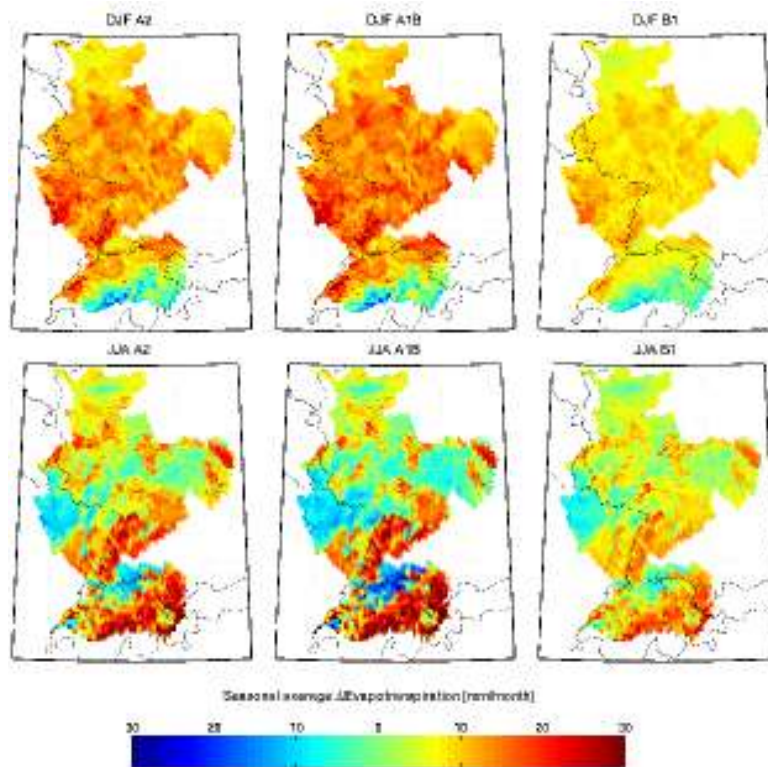 DJF A2
DJF A1B
DJF B1
JJA A2
JJA A1B
JJA B1
Seasonal average ΔEvapotranspiration [mm/month]
30 20 10 0 10 20 30